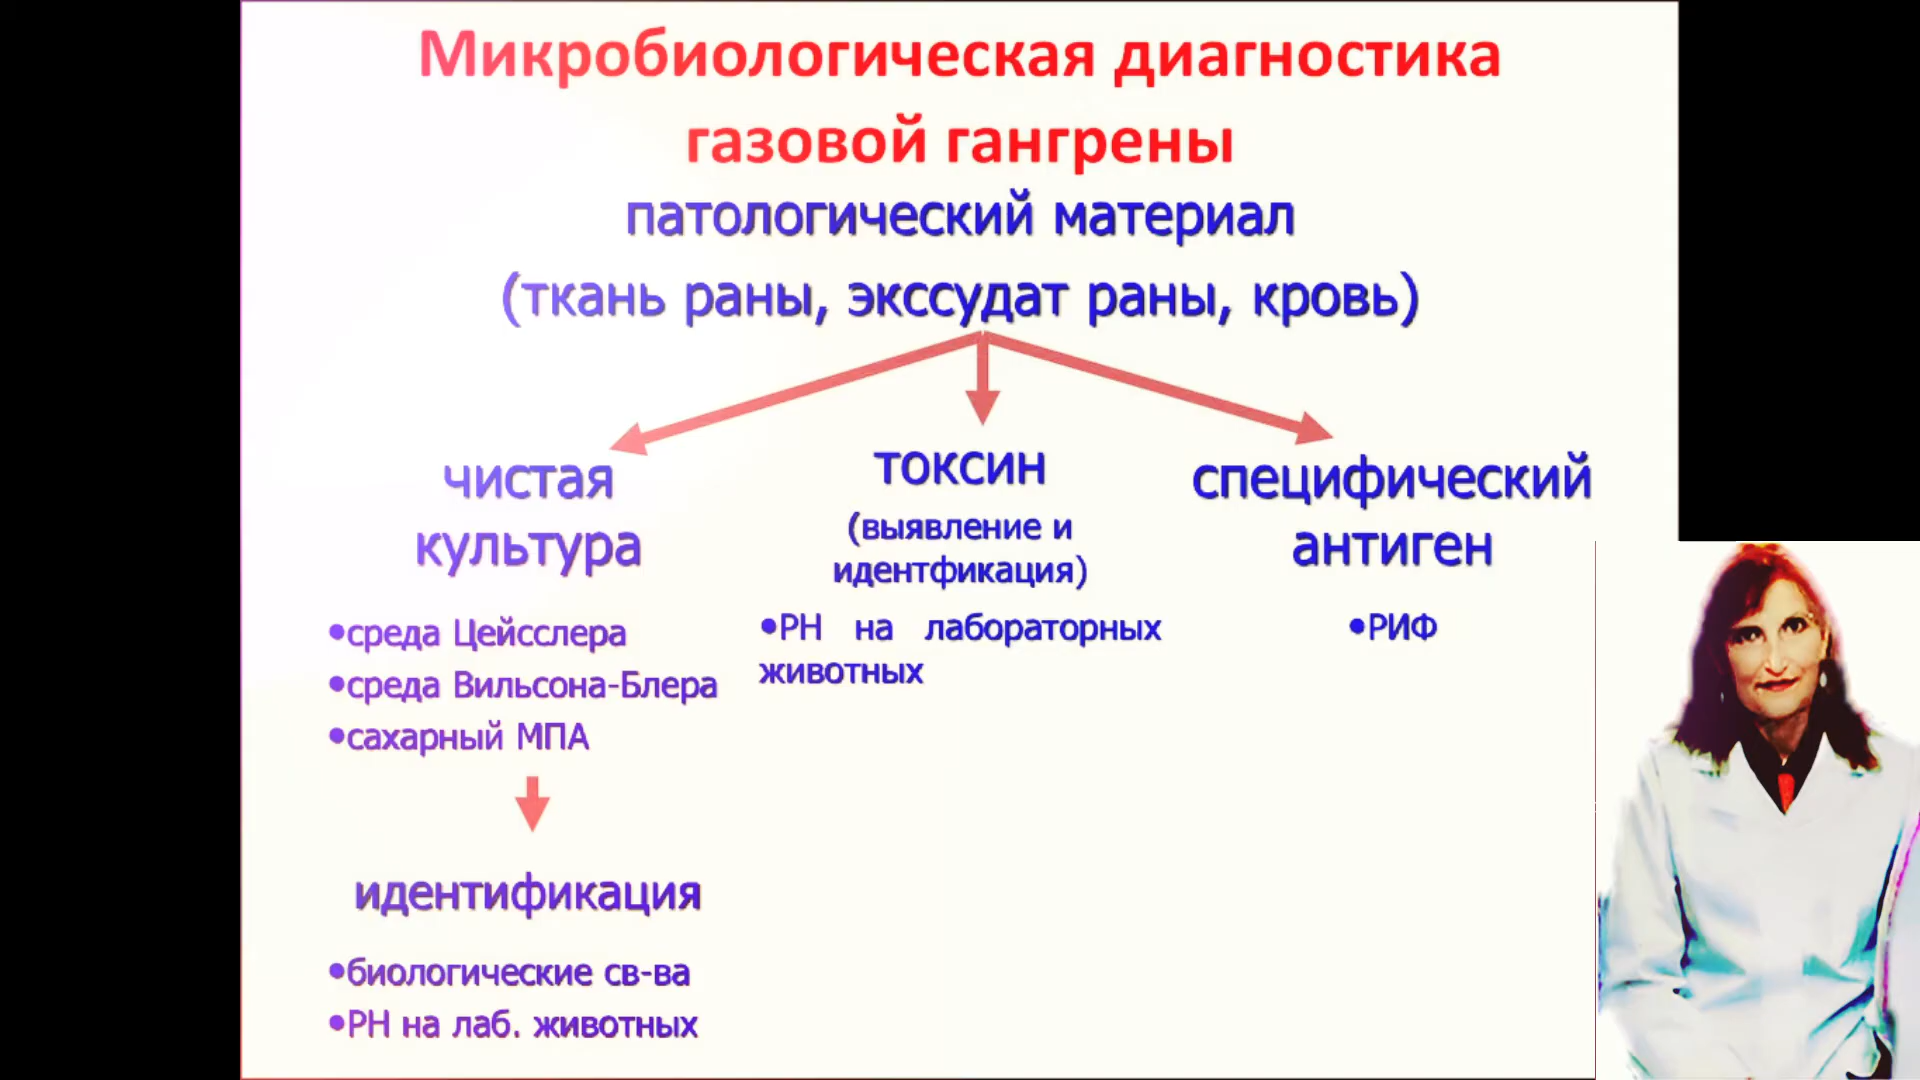 Микробиологическая диагностика
газовой гангрены
патологический материал
(ткань раны, экссудат раны, кровь)
чистая
культура
•среда Цейсслера
•среда Вильсона-Блера
•сахарный МПА
идентификация
•биологические св-ва
•РН на лаб. животных
токсин
(выявление и
идентфикация)
•РН на лабораторных
животных
специфический
антиген
•РИФ